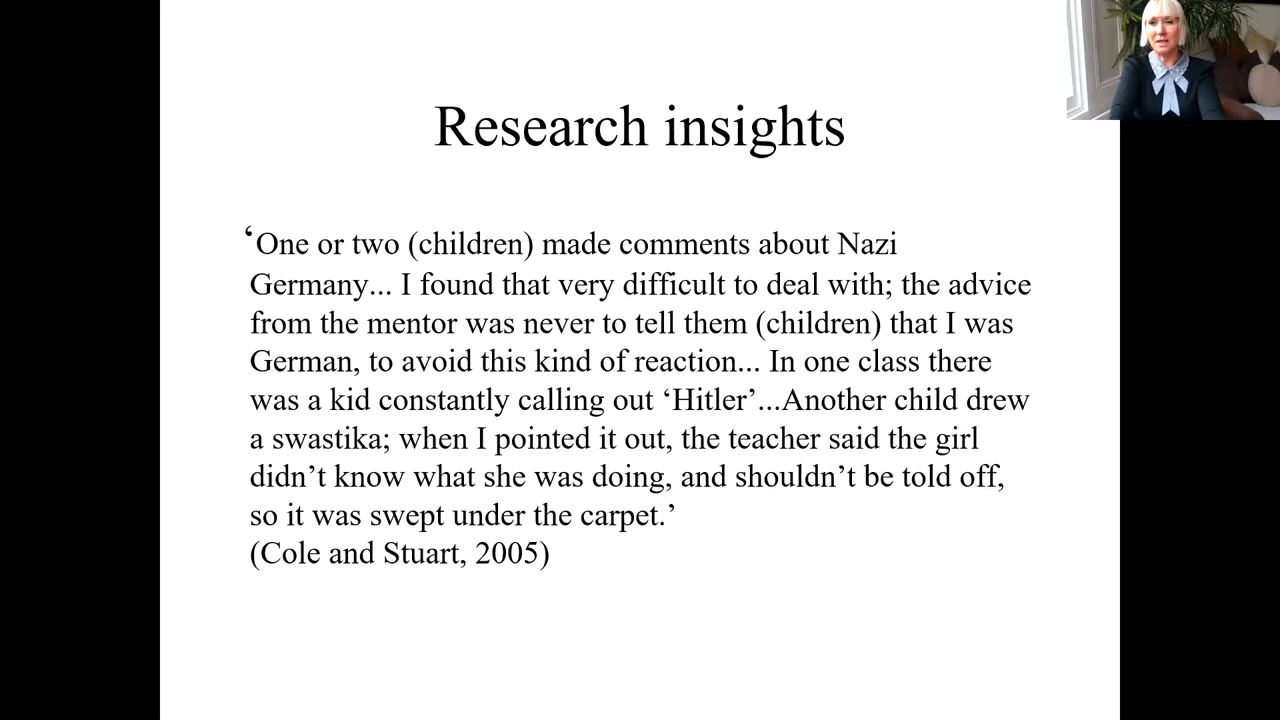 Research insights
‘One or two (children) made comments about Nazi
Germany... I found that very difficult to deal with; the advice
from the mentor was never to tell them (children) that I was
German, to avoid this kind of reaction... In one class there
was a kid constantly calling out ‘Hitler’...Another child drew
a swastika; when I pointed it out, the teacher said the girl
didn’t know what she was doing, and shouldn’t be told off,
so it was swept under the carpet.’
(Cole and Stuart, 2005)